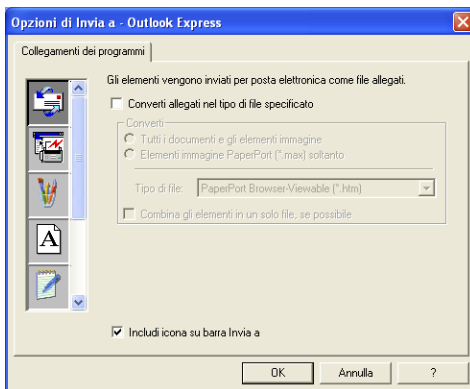 Opzioni di Invia a - Outlook Express
Collegamenti dei programmi
Gli elementi vengono inviati per posta elettronica come file allegati.
Converti allegati nel tipo di file specificato
Converti
Tutti i documenti e gli elementi immagine
Elementi immagine PaperPort (*.max) soltanto
Tipo di file: PaperPort Browser-Viewable (*.htm)
Combina gli elementi in un solo file, se possibile
A
Includi icona su barra Invia a
OK Annulla ?